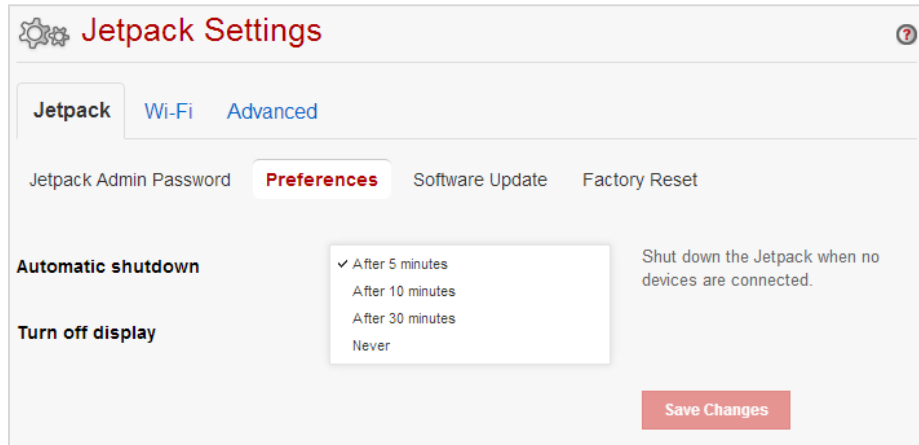 Jetpack Settings
?
Jetpack Wi-Fi Advanced
Jetpack Admin Password Preferences Software Update Factory Reset
Automatic shutdown
After 5 minutes
After 10 minutes
After 30 minutes
Never
Shut down the Jetpack when no
devices are connected.
Turn off display
Save Changes